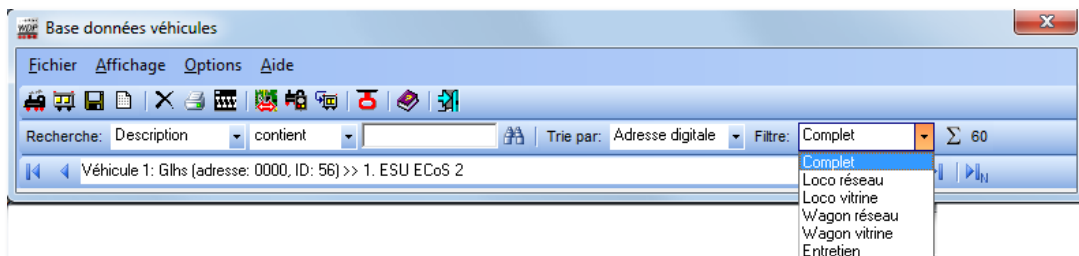 WDP Base données véhicules
Fichier Affichage Options Aide
Recherche: Description contient Trie par: Adresse digitale Filtre: Complet Σ 60
Véhicule 1: Glhs (adresse: 0000, ID: 56) >> 1. ESU ECoS 2 N
Complet
Loco réseau
Loco vitrine
Wagon réseau
Wagon vitrine
Entretien